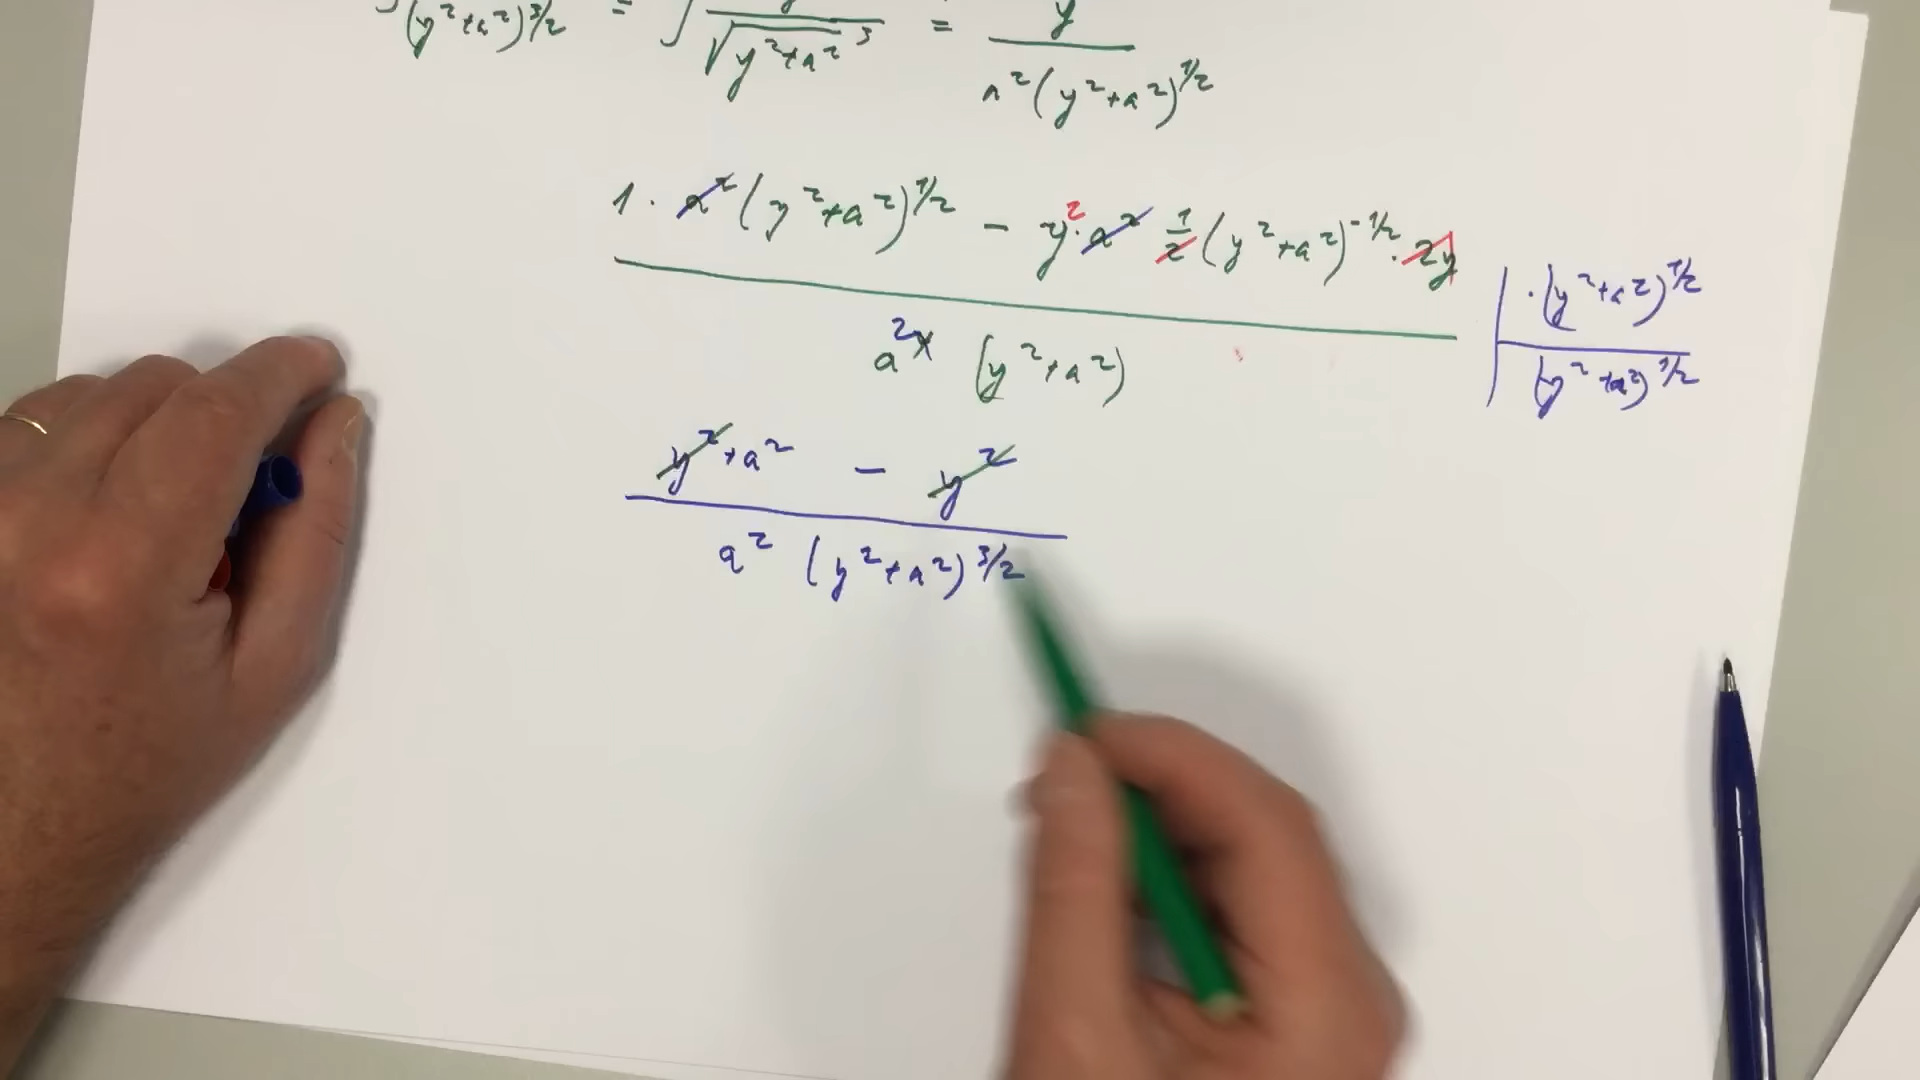 ∫ (y²+a²)^3/2 = ∫ √y²+a² ³ = y / a²(y²+a²)^1/2
1 · a²(y²+a²)^1/2 − y² · a² 1/2 (y²+a²)^-1/2 · 2y
a^2x (y²+a²)
| · (y²+a²)^1/2 / (y²+a²)^1/2
y²+a² − y²
a² (y²+a²)^3/2